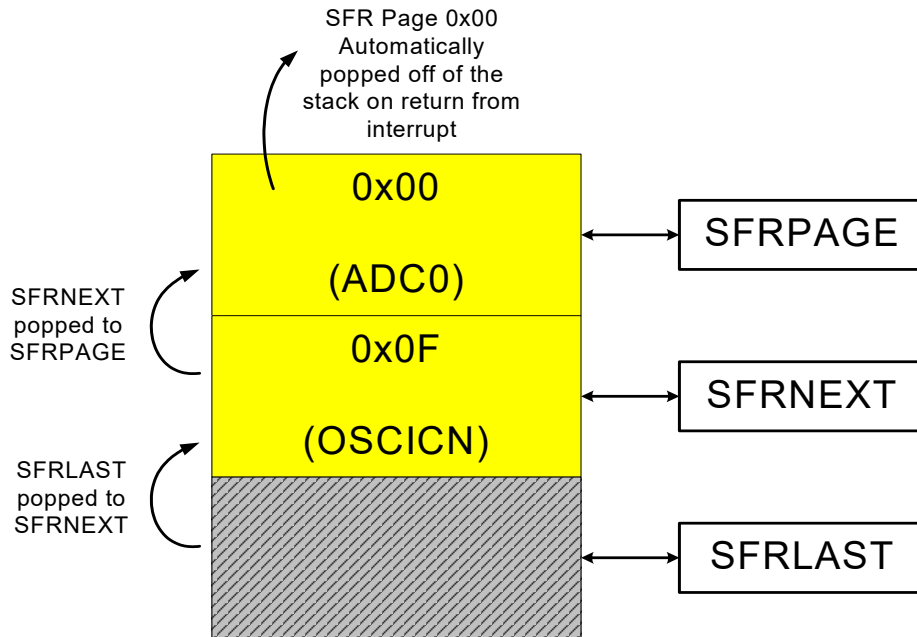 SFR Page 0x00
Automatically
popped off of the
stack on return from
interrupt
0x00
(ADC0)
SFRPAGE
SFRNEXT
popped to
SFRPAGE
0x0F
(OSCICN)
SFRNEXT
SFRLAST
popped to
SFRNEXT
SFRLAST